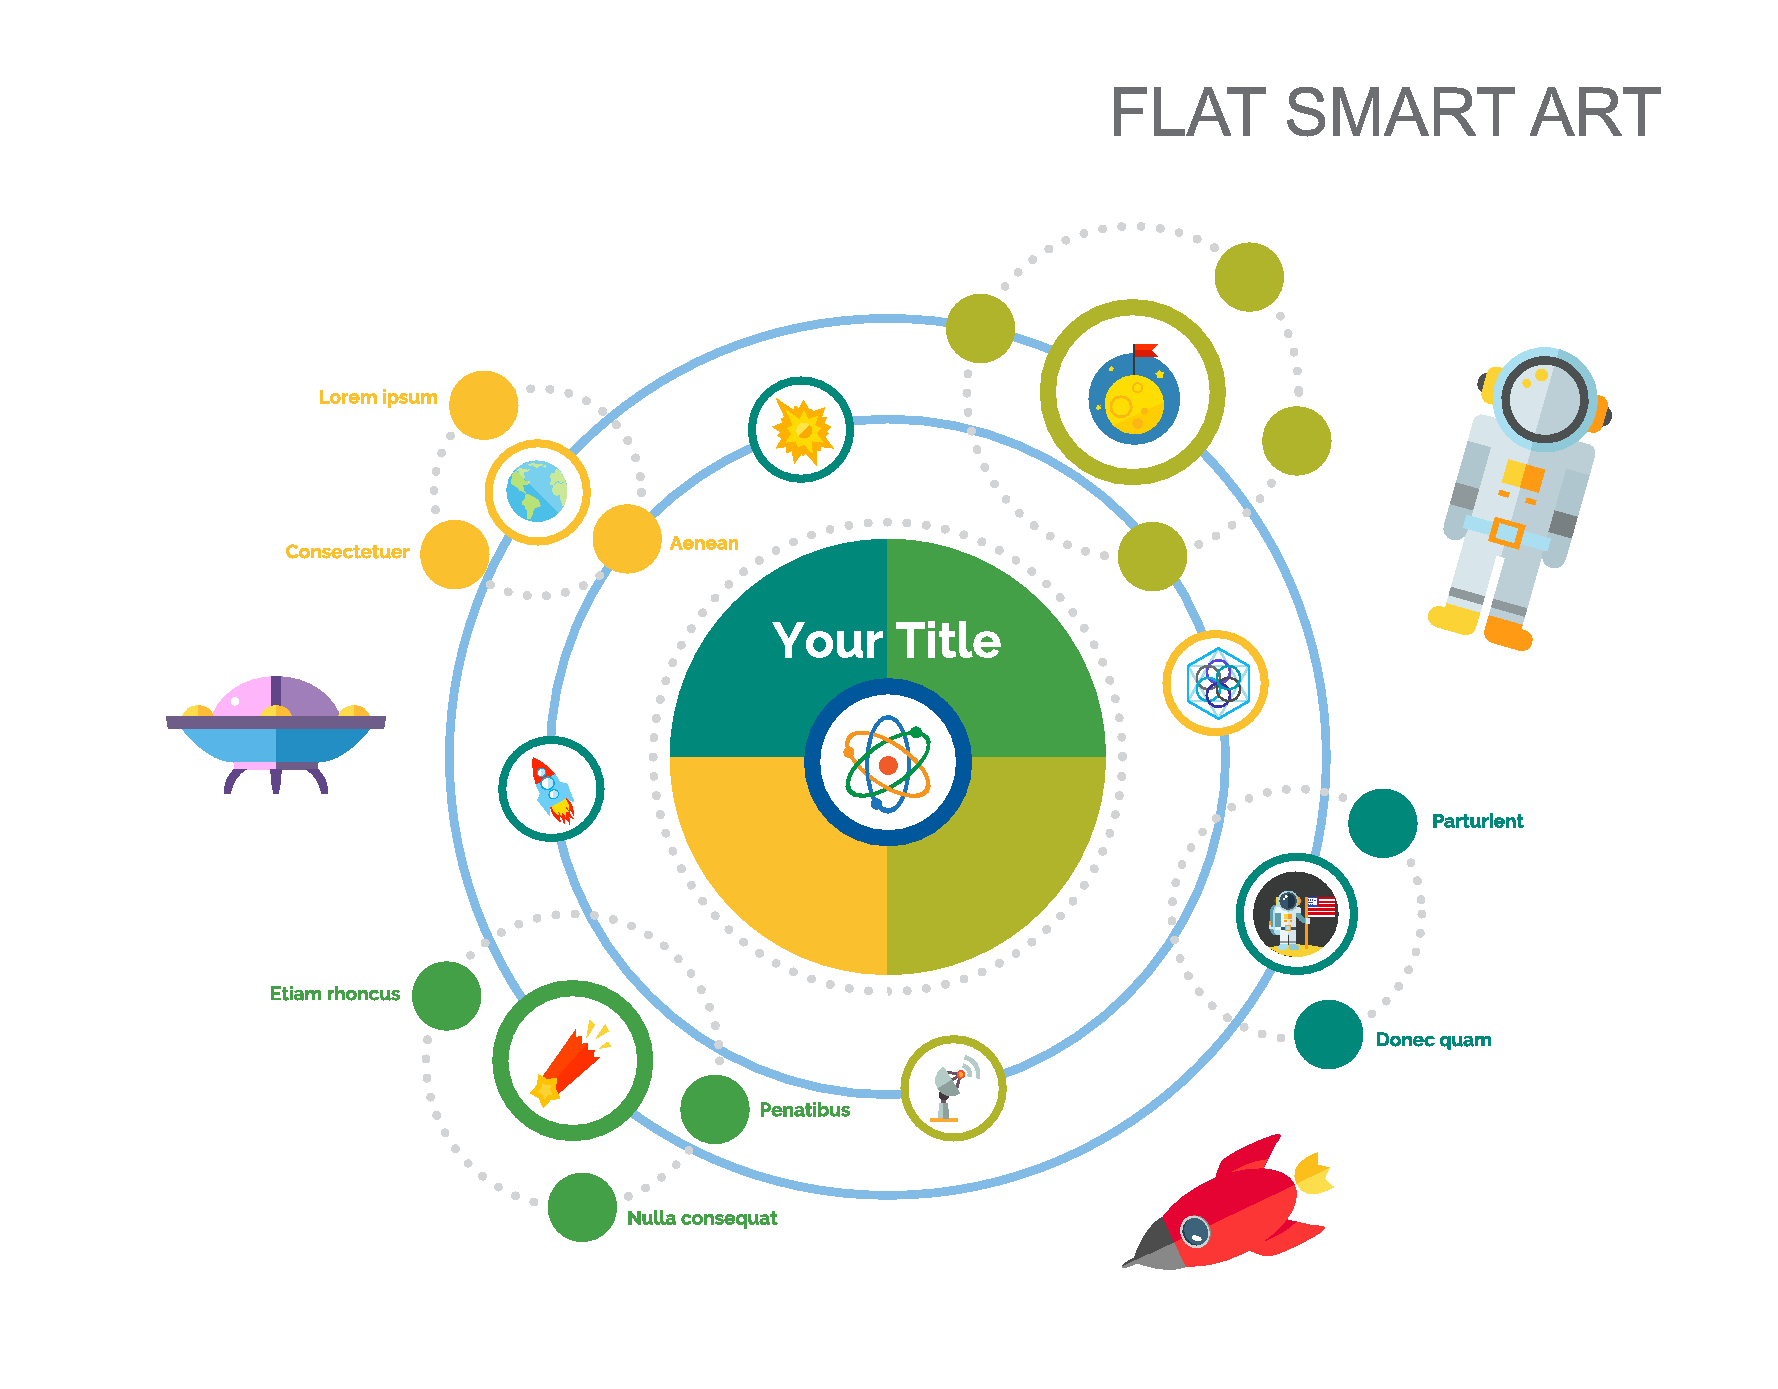 FLAT SMART ART
Lorem ipsum
Consectetuer
Aenean
Your Title
Parturient
Etiam rhoncus
Donec quam
Penatibus
Nulla consequat